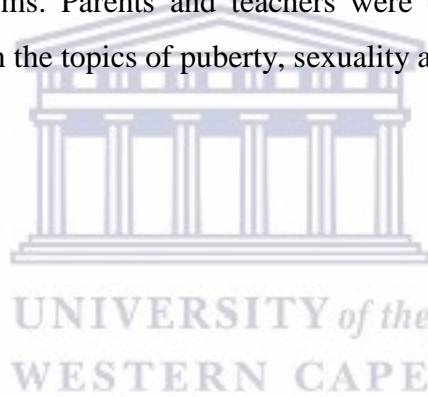 ms. Parents and teachers were
n the topics of puberty, sexuality a
UNIVERSITY of the
WESTERN CAPE